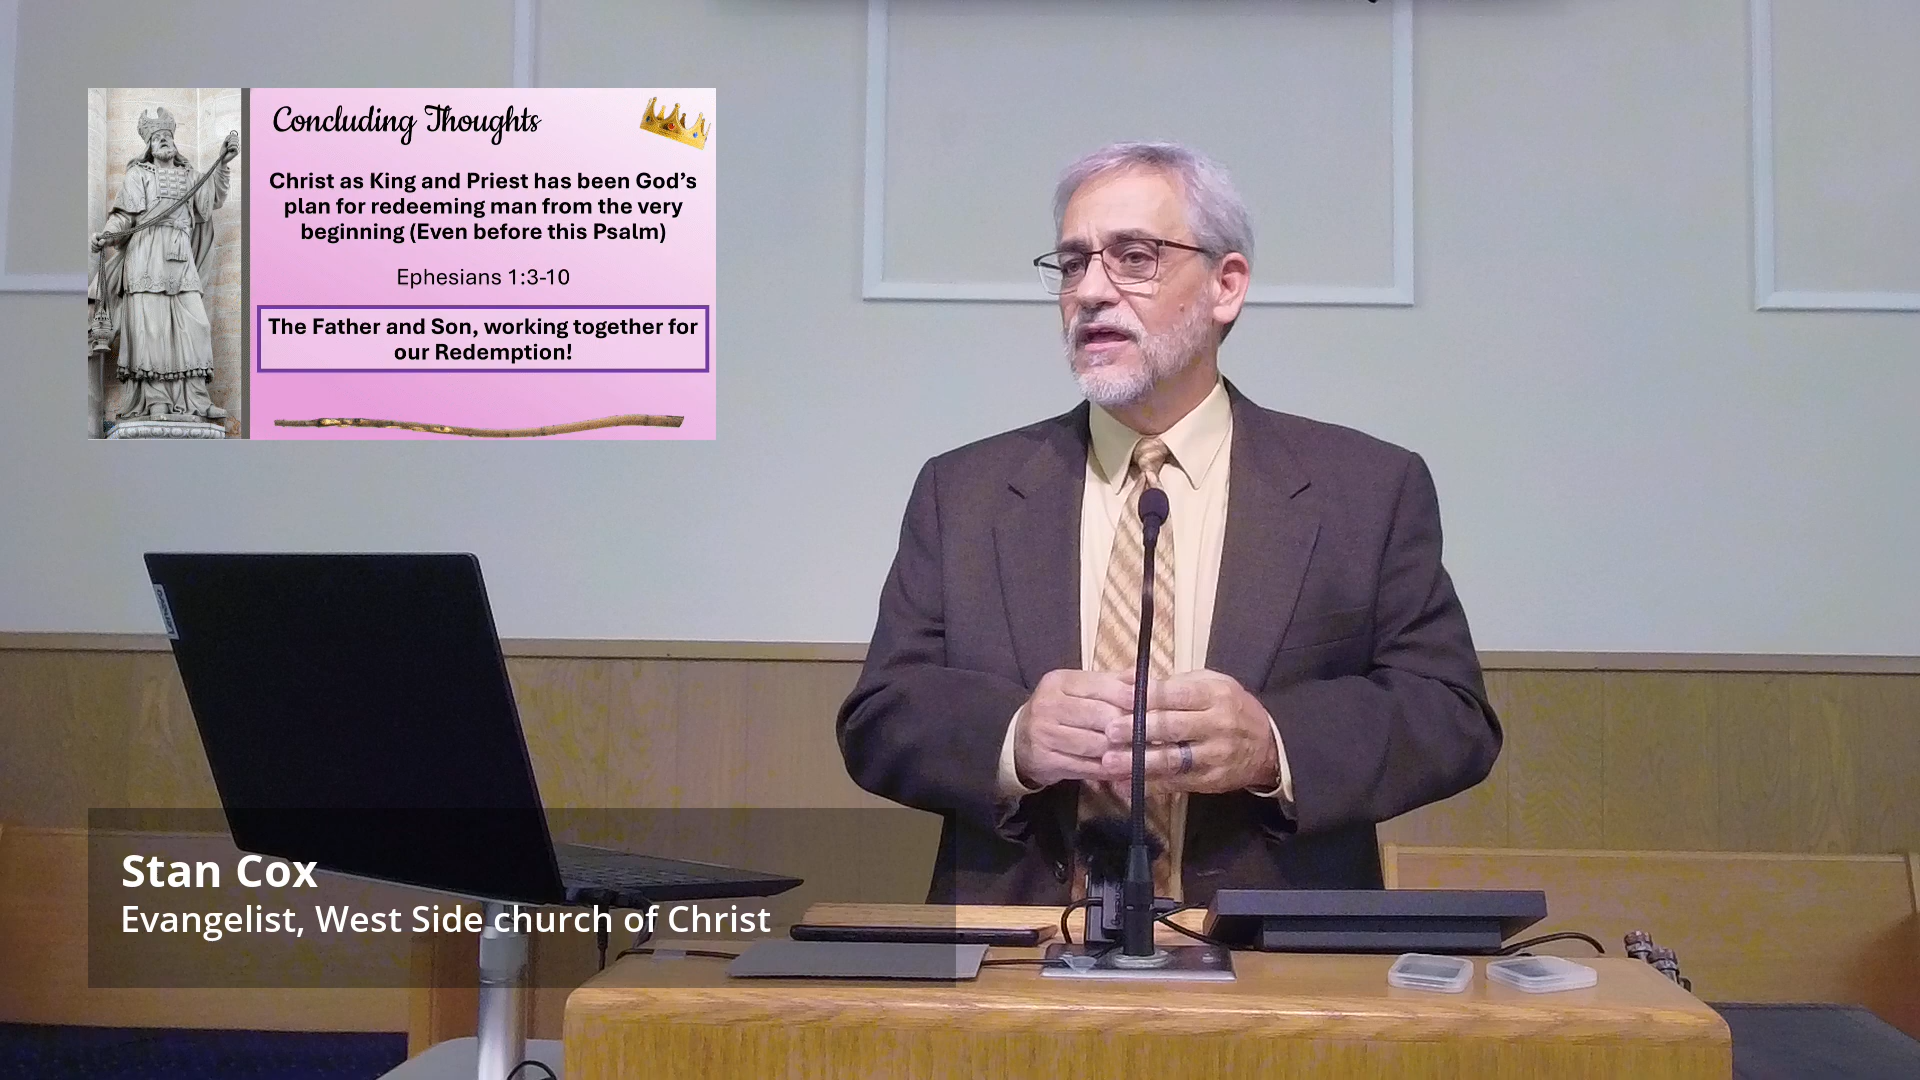 Concluding Thoughts
Christ as King and Priest has been God’s
plan for redeeming man from the very
beginning (Even before this Psalm)
Ephesians 1:3-10
The Father and Son, working together for
our Redemption!
Lenovo
Stan Cox
Evangelist, West Side church of Christ